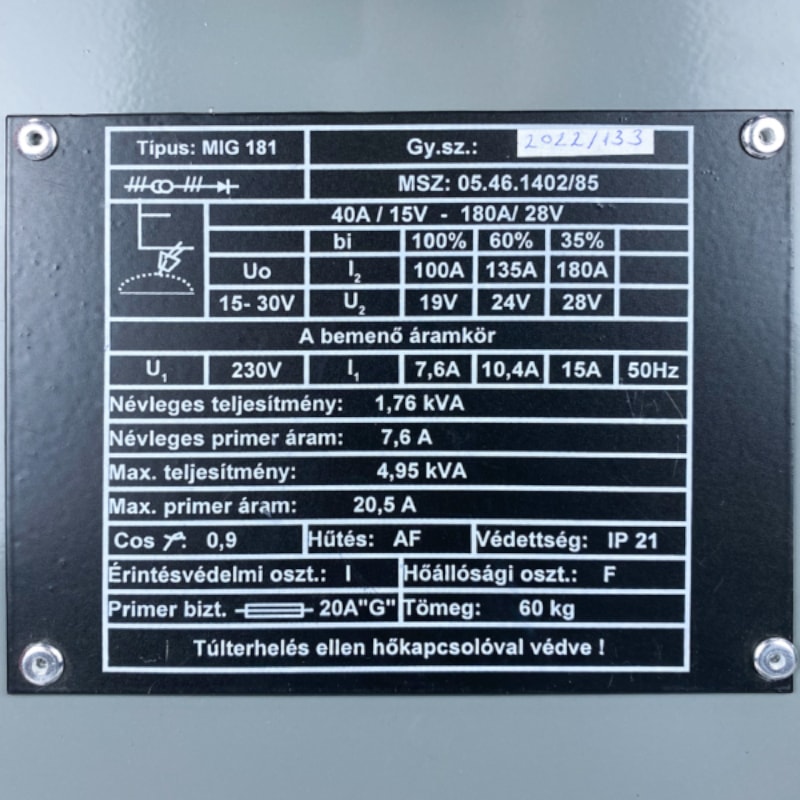 Típus: MIG 181 Gy.sz.: 2022/133
MSZ: 05.46.1402/85
40A / 15V - 180A/ 28V
bi 100% 60% 35%
Uo I2 100A 135A 180A
15- 30V U2 19V 24V 28V
A bemenő áramkör
U1 230V I1 7,6A 10,4A 15A 50Hz
Névleges teljesítmény: 1,76 kVA
Névleges primer áram: 7,6 A
Max. teljesítmény: 4,95 kVA
Max. primer áram: 20,5 A
Cos 𝜑: 0,9 Hűtés: AF Védettség: IP 21
Érintésvédelmi oszt.: I Hőállósági oszt.: F
Primer bizt. 20A"G" Tömeg: 60 kg
Túlterhelés ellen hőkapcsolóval védve !